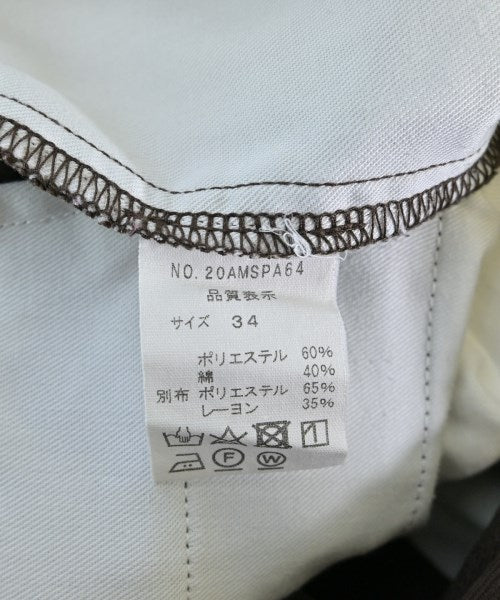 NO. 20AMSPA64
品質表示
サイズ 34
ポリエステル 60%
綿 40%
別布 ポリエステル 65%
レーヨン 35%
F W